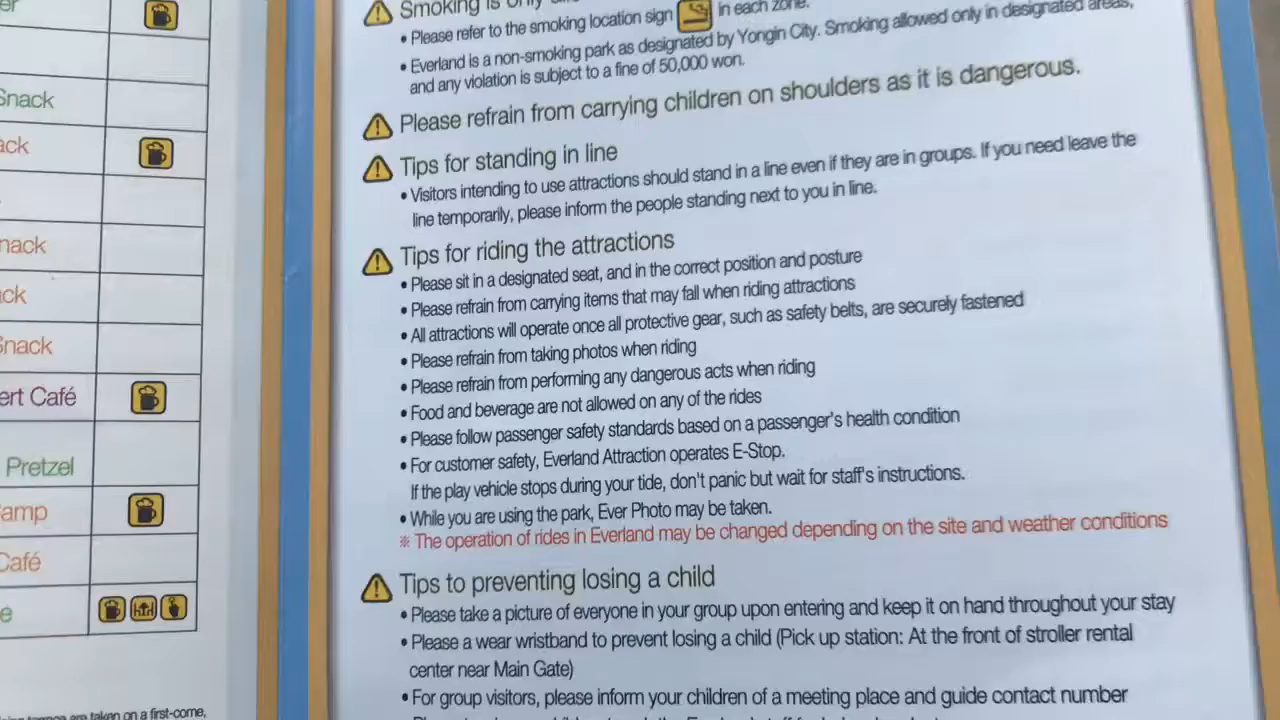 Snack
Snack
Pretzel
Café
ert Café
amp
Smoking is only
• Please refer to the smoking location sign in each zone.
• Everland is a non-smoking park as designated by Yongin City. Smoking allowed only in designated areas,
and any violation is subject to a fine of 50,000 won.
Please refrain from carrying children on shoulders as it is dangerous.
Tips for standing in line
• Visitors intending to use attractions should stand in a line even if they are in groups. If you need leave the
line temporarily, please inform the people standing next to you in line.
Tips for riding the attractions
• Please sit in a designated seat, and in the correct position and posture
• Please refrain from carrying items that may fall when riding attractions
• All attractions will operate once all protective gear, such as safety belts, are securely fastened
• Please refrain from taking photos when riding
• Please refrain from performing any dangerous acts when riding
• Food and beverage are not allowed on any of the rides
• Please follow passenger safety standards based on a passenger's health condition
• For customer safety, Everland Attraction operates E-Stop.
If the play vehicle stops during your tide, don't panic but wait for staff's instructions.
• While you are using the park, Ever Photo may be taken.
※ The operation of rides in Everland may be changed depending on the site and weather conditions
Tips to preventing losing a child
• Please take a picture of everyone in your group upon entering and keep it on hand throughout your stay
• Please a wear wristband to prevent losing a child (Pick up station: At the front of stroller rental
center near Main Gate)
• For group visitors, please inform your children of a meeting place and guide contact number